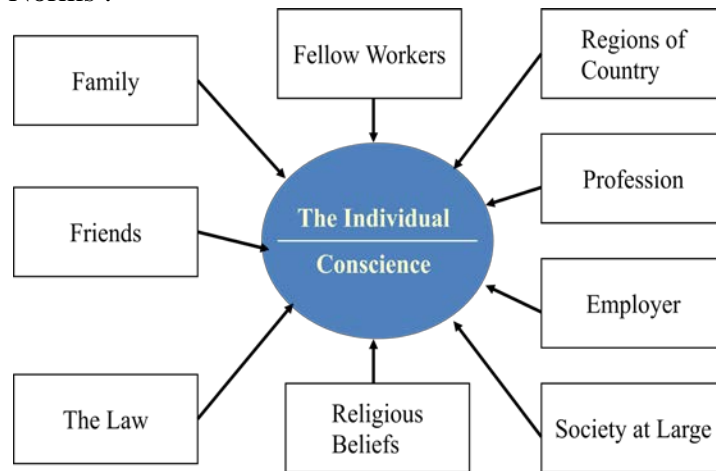 Norms :
Fellow Workers
Regions of
Country
Family
Profession
The Individual
Conscience
Friends
Employer
The Law
Religious
Beliefs
Society at Large